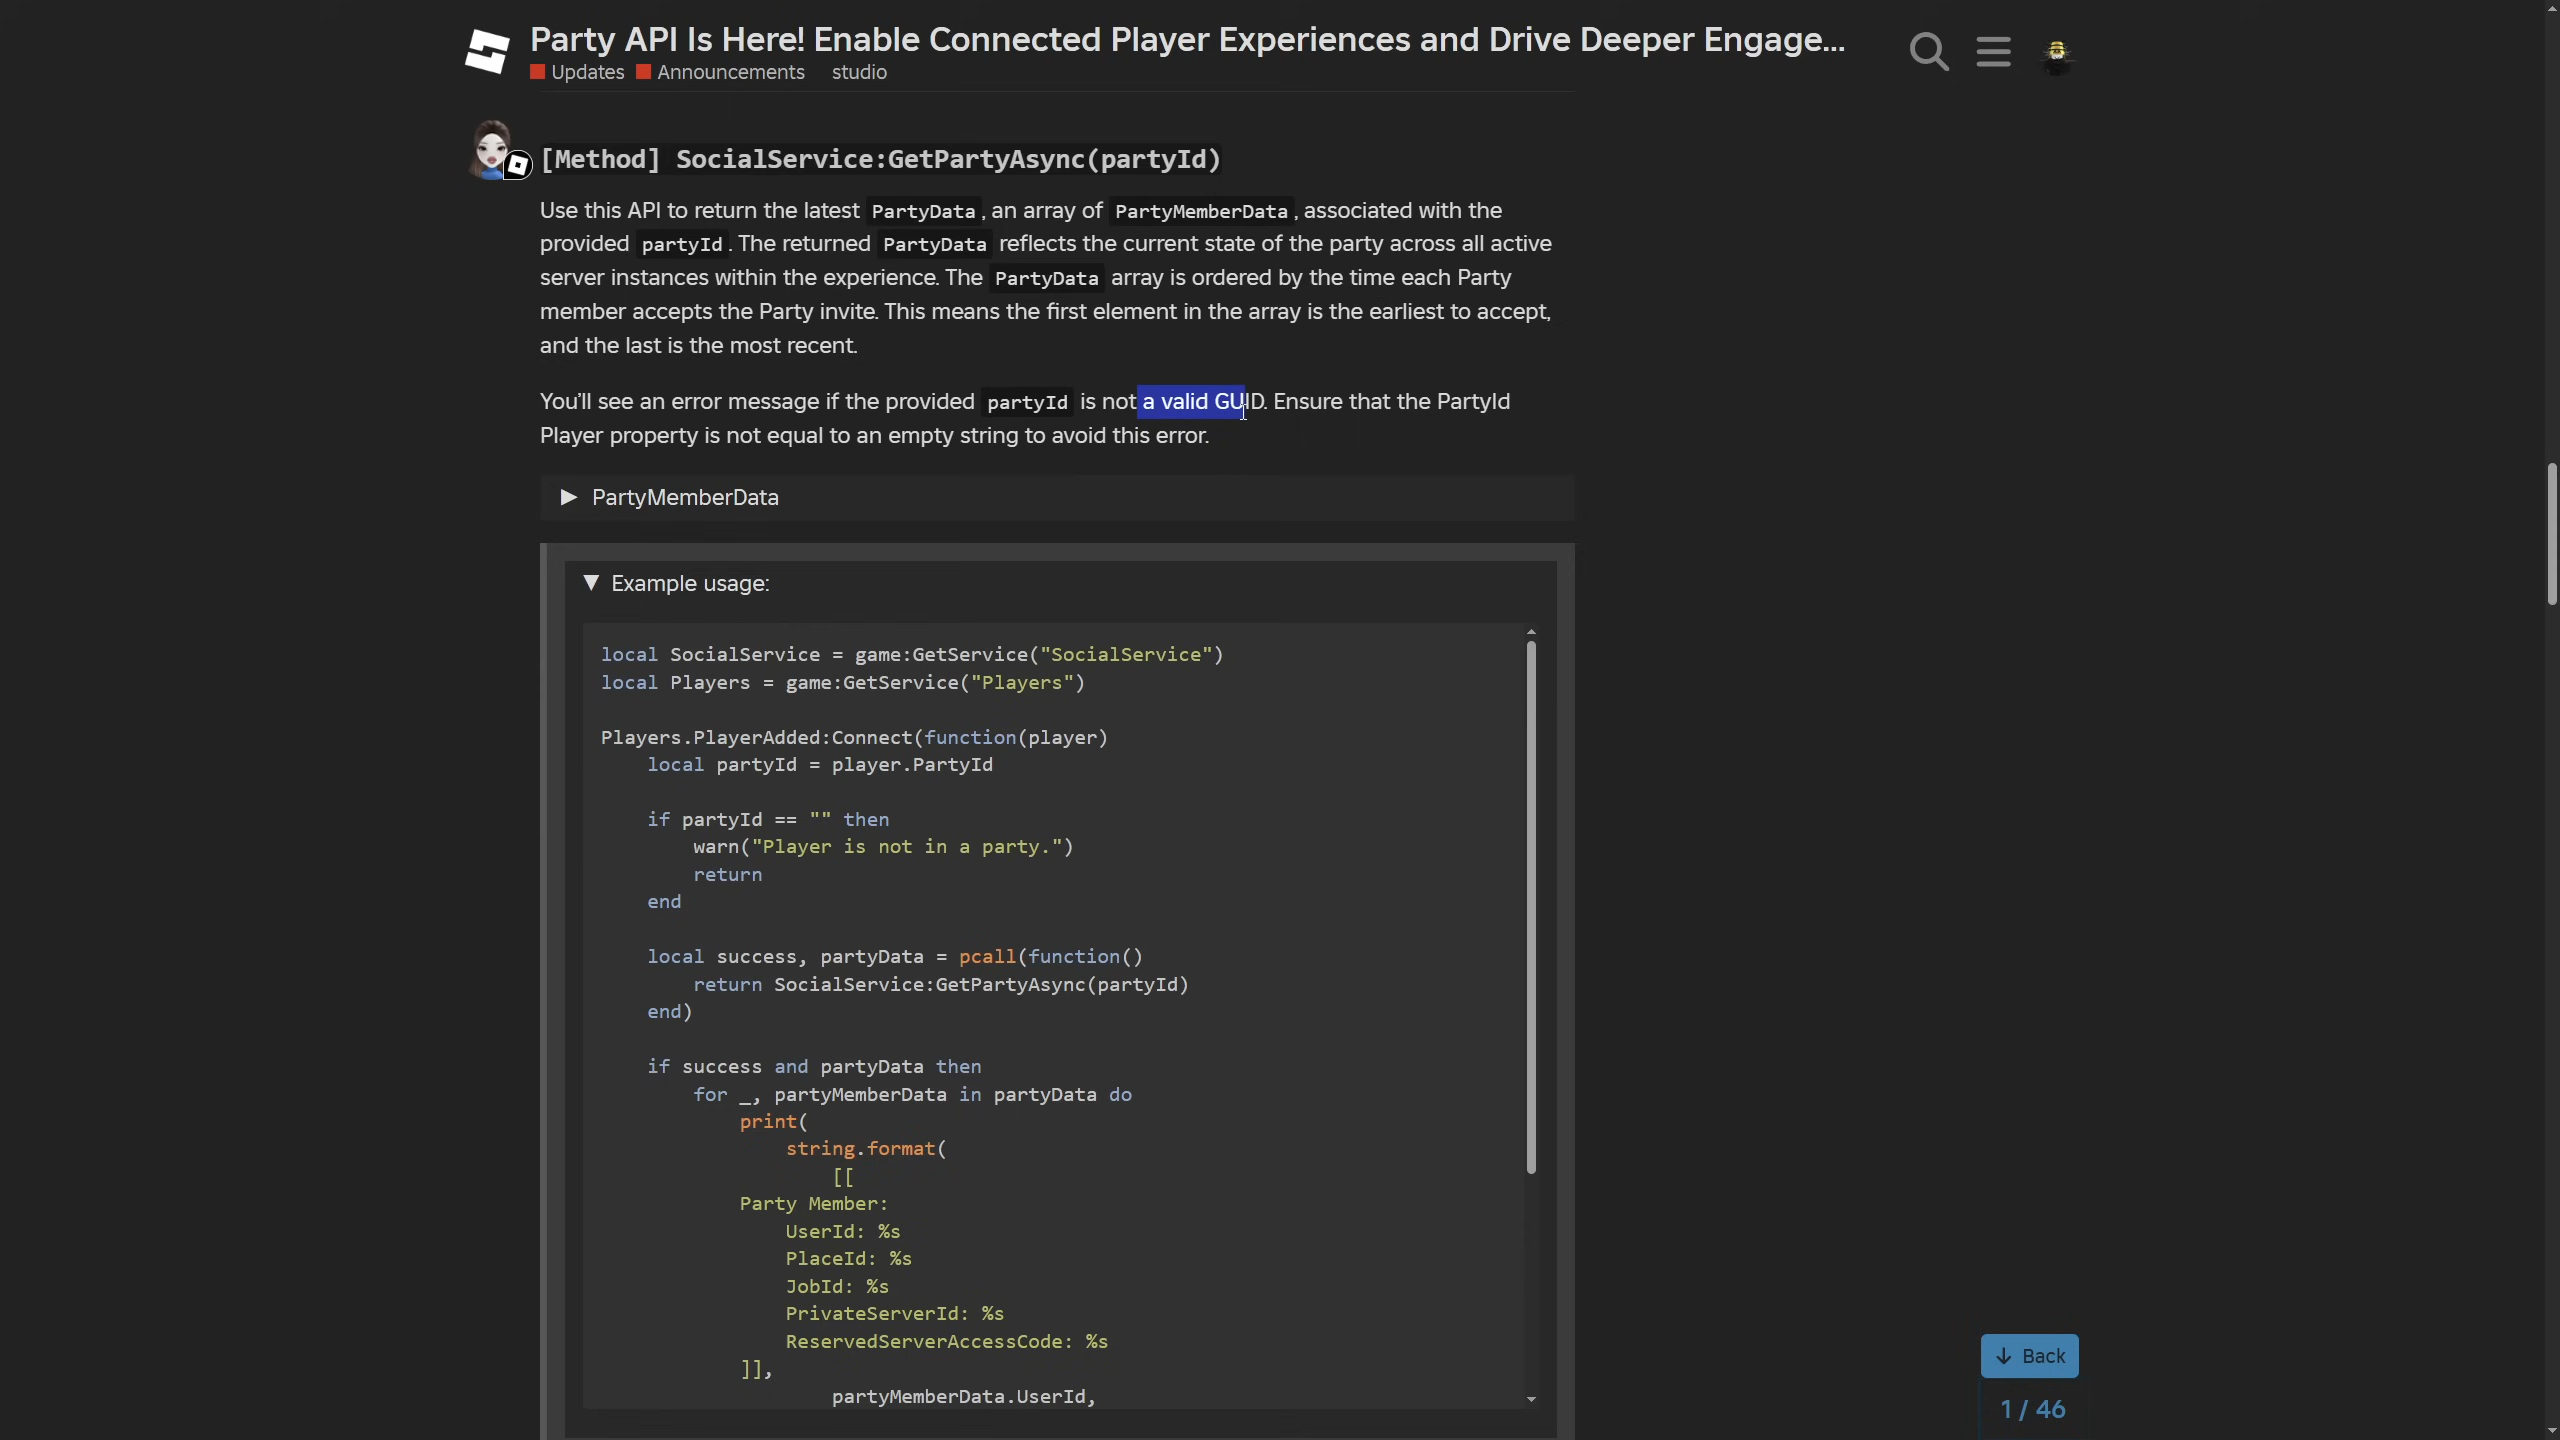 Party API Is Here! Enable Connected Player Experiences and Drive Deeper Engage...
Updates Announcements studio
[Method] SocialService:GetPartyAsync(partyId)
Use this API to return the latest PartyData, an array of PartyMemberData, associated with the
provided partyId. The returned PartyData reflects the current state of the party across all active
server instances within the experience. The PartyData array is ordered by the time each Party
member accepts the Party invite. This means the first element in the array is the earliest to accept,
and the last is the most recent.
You'll see an error message if the provided partyId is not a valid GUID. Ensure that the PartyId
Player property is not equal to an empty string to avoid this error.
▶ PartyMemberData
▼ Example usage:
local SocialService = game:GetService("SocialService")
local Players = game:GetService("Players")
Players.PlayerAdded:Connect(function(player)
local partyId = player.PartyId
if partyId == "" then
warn("Player is not in a party.")
return
end
local success, partyData = pcall(function()
return SocialService:GetPartyAsync(partyId)
end)
if success and partyData then
for _, partyMemberData in partyData do
print(
string.format(
[[
Party Member:
UserId: %s
PlaceId: %s
JobId: %s
PrivateServerId: %s
ReservedServerAccessCode: %s
]],
partyMemberData.UserId,
Back
1 / 46